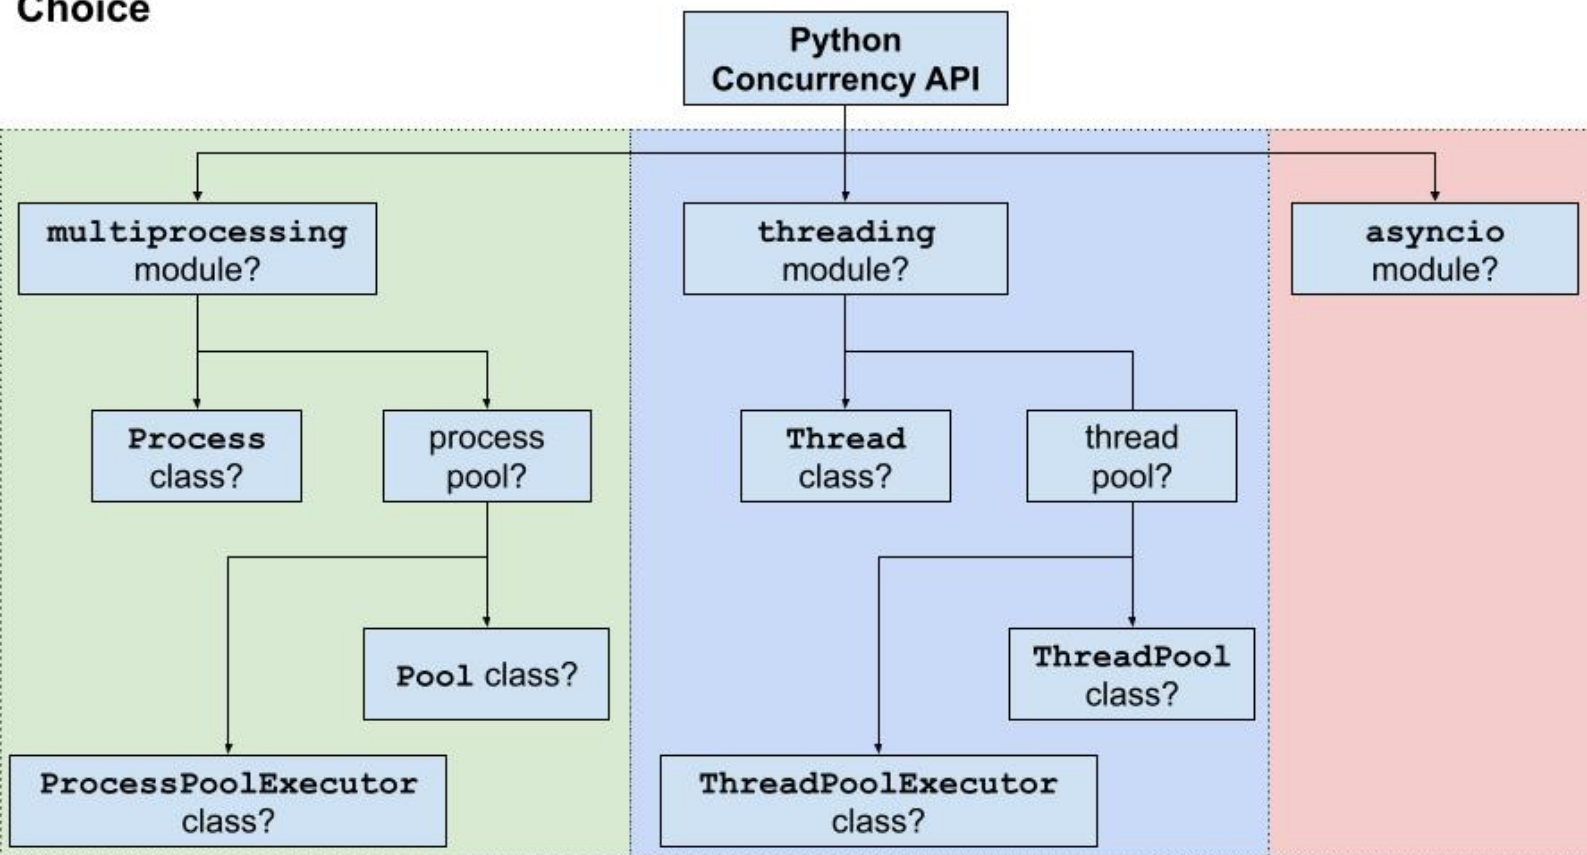 Choice
Python
Concurrency API
multiprocessing
module?
threading
module?
asyncio
module?
Process
class?
process
pool?
Thread
class?
thread
pool?
Pool class?
ThreadPool
class?
ProcessPoolExecutor
class?
ThreadPoolExecutor
class?